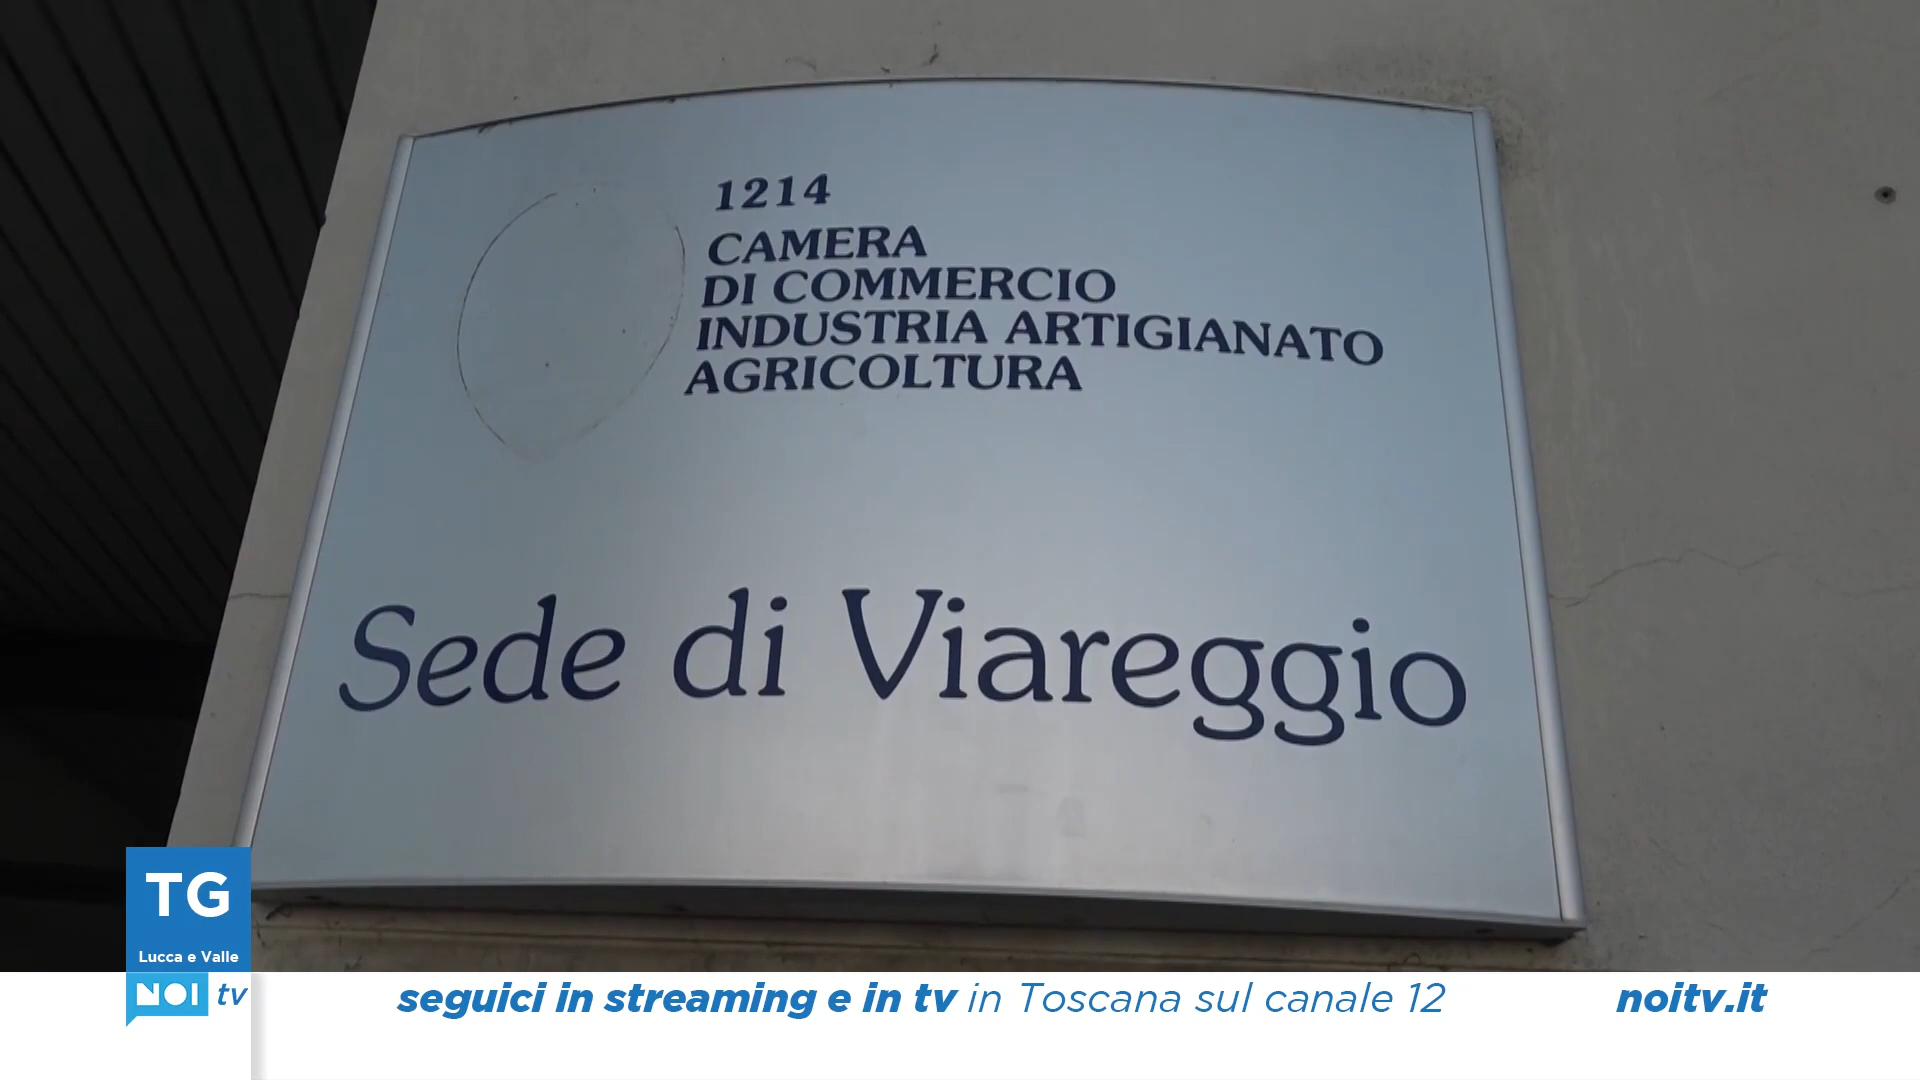 1214
CAMERA
DI COMMERCIO
INDUSTRIA ARTIGIANATO
AGRICOLTURA
Sede di Viareggio
TG
Lucca e Valle
NOI tv
seguici in streaming e in tv in Toscana sul canale 12
noitv.it